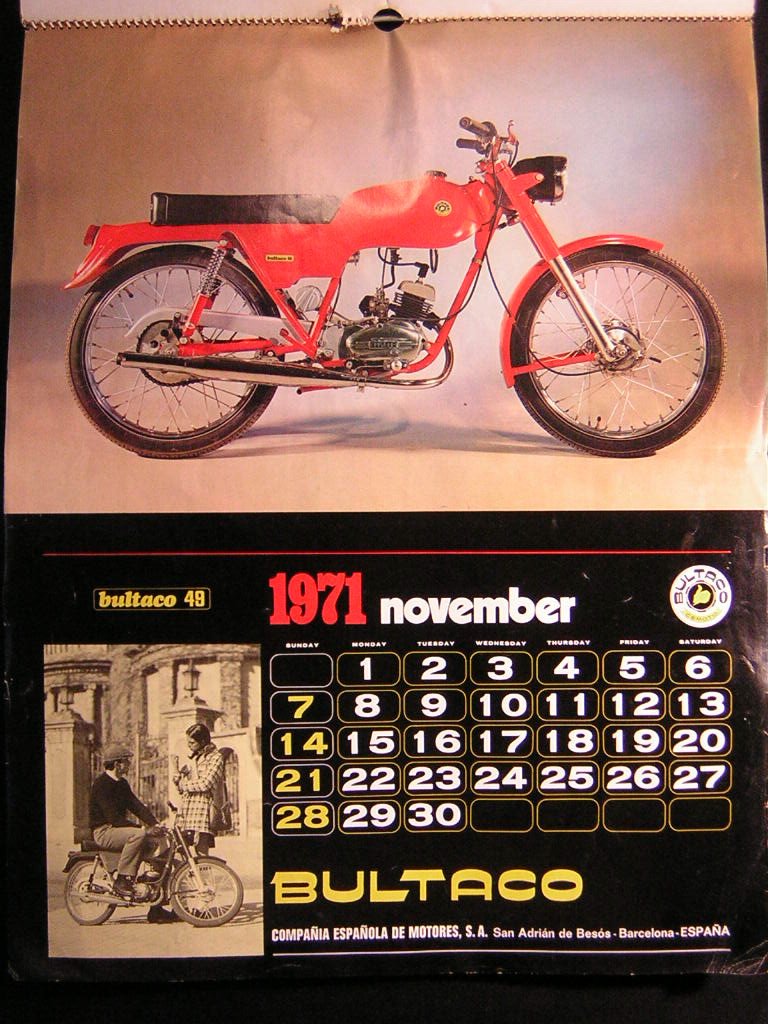 bultaco 49
1971 november
BULTACO
CEMOTO
SUNDAY MONDAY TUESDAY WEDNESDAY THURSDAY FRIDAY SATURDAY
1 2 3 4 5 6
7 8 9 10 11 12 13
14 15 16 17 18 19 20
21 22 23 24 25 26 27
28 29 30
BULTACO
COMPAÑIA ESPAÑOLA DE MOTORES, S.A. San Adrián de Besós - Barcelona - ESPAÑA